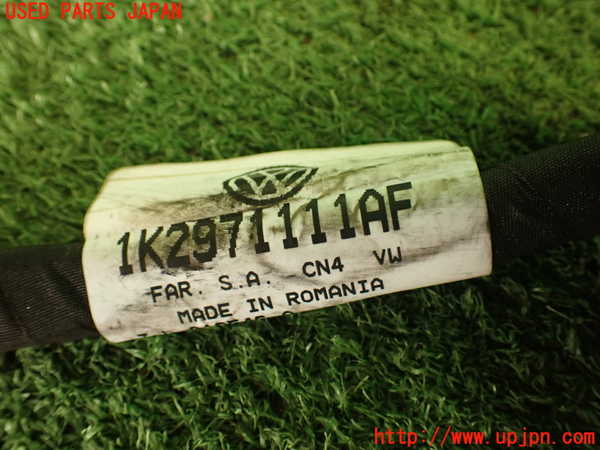 USED PARTS JAPAN
1K2971111AF
FAR. S.A. CN4 VW
MADE IN ROMANIA
http://www.upjpn.com/